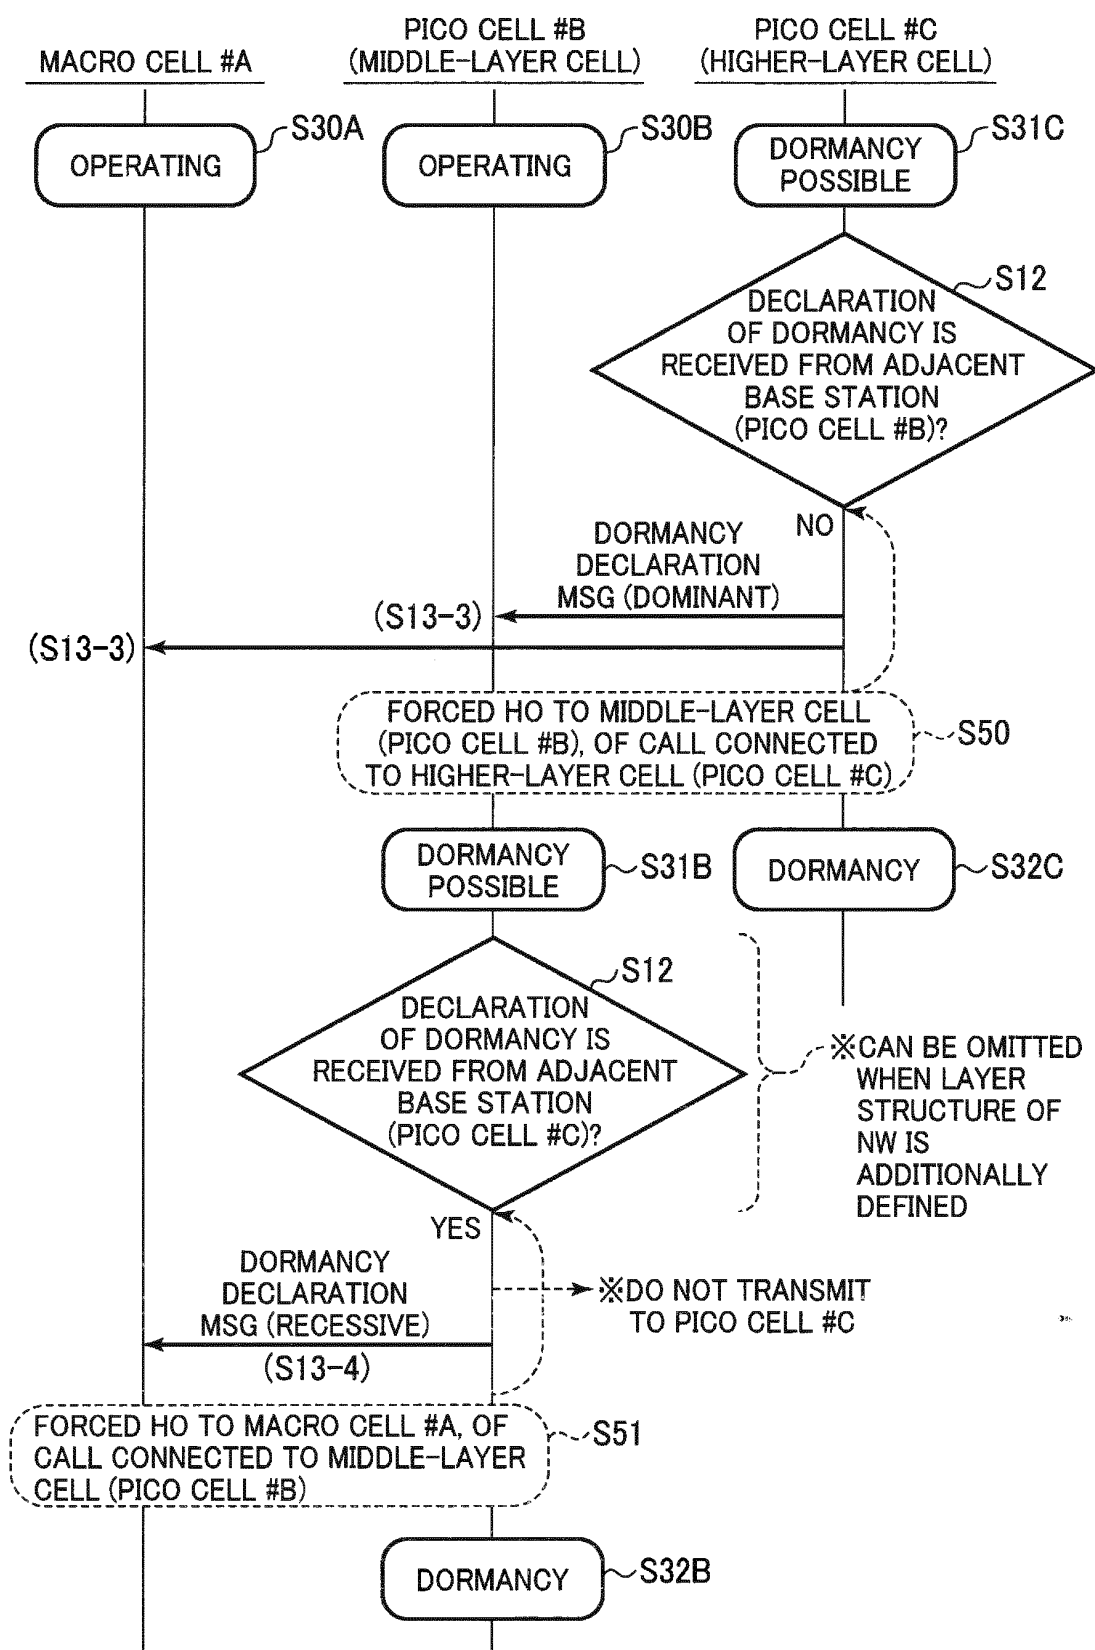 MACRO CELL #A
PICO CELL #B
(MIDDLE-LAYER CELL)
PICO CELL #C
(HIGHER-LAYER CELL)
OPERATING
S30A
OPERATING
S30B
DORMANCY
POSSIBLE
S31C
S12
DECLARATION
OF DORMANCY IS
RECEIVED FROM ADJACENT
BASE STATION
(PICO CELL #B)?
NO
DORMANCY
DECLARATION
MSG (DOMINANT)
(S13-3)
(S13-3)
FORCED HO TO MIDDLE-LAYER CELL
(PICO CELL #B), OF CALL CONNECTED
TO HIGHER-LAYER CELL (PICO CELL #C)
S50
DORMANCY
POSSIBLE
S31B
DORMANCY
S32C
S12
DECLARATION
OF DORMANCY IS
RECEIVED FROM ADJACENT
BASE STATION
(PICO CELL #C)?
※CAN BE OMITTED
WHEN LAYER
STRUCTURE OF
NW IS
ADDITIONALLY
DEFINED
YES
DORMANCY
DECLARATION
MSG (RECESSIVE)
(S13-4)
※DO NOT TRANSMIT
TO PICO CELL #C
FORCED HO TO MACRO CELL #A, OF
CALL CONNECTED TO MIDDLE-LAYER
CELL (PICO CELL #B)
S51
DORMANCY
S32B